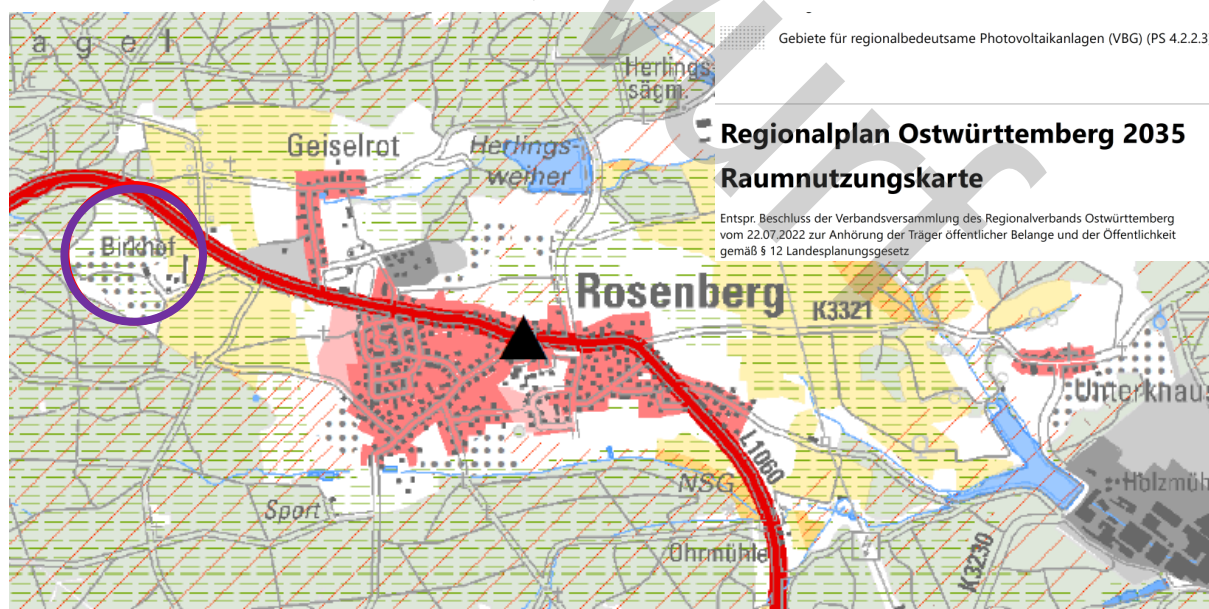 a g e l
Gebiete für regionalbedeutsame Photovoltaikanlagen (VBG) (PS 4.2.2.3
Herlings-
sägm.
Regionalplan Ostwürttemberg 2035
Raumnutzungskarte
Entspr. Beschluss der Verbandsversammlung des Regionalverbands Ostwürttemberg
vom 22.07.2022 zur Anhörung der Träger öffentlicher Belange und der Öffentlichkeit
gemäß § 12 Landesplanungsgesetz
Geiselrot
Herlings-
weiher
Birkhof
Rosenberg
K3321
Unterknaus
L1060
NSG
Holzmüh
Sport
Ohrmühle
K3230